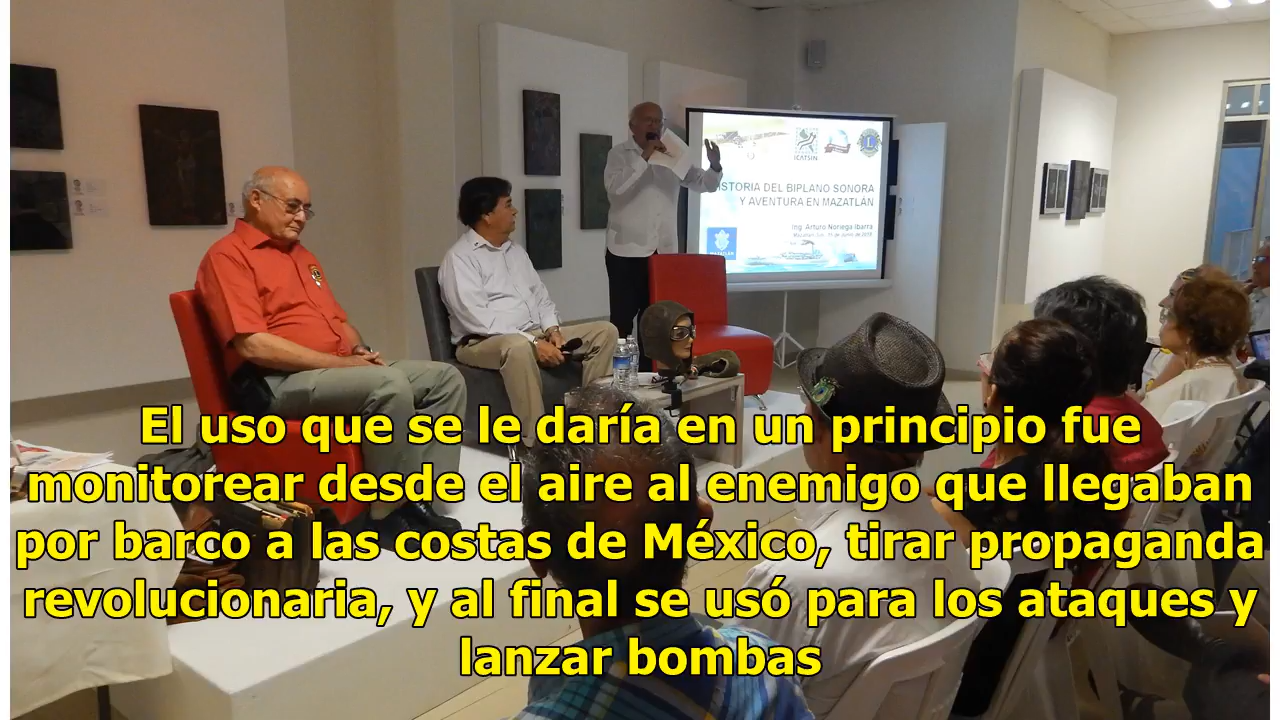 ICATSIN
HISTORIA DEL BIPLANO SONORA
Y AVENTURA EN MAZATLÁN
Ing. Arturo Noriega Ibarra
El uso que se le daría en un principio fue
monitorear desde el aire al enemigo que llegaban
por barco a las costas de México, tirar propaganda
revolucionaria, y al final se usó para los ataques y
lanzar bombas